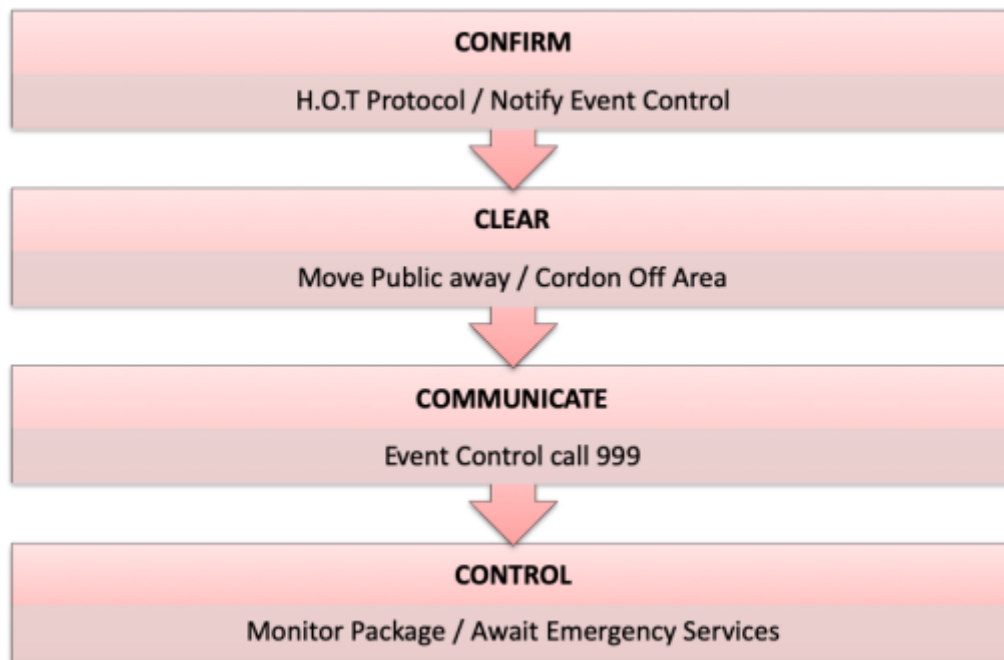 CONFIRM
H.O.T Protocol / Notify Event Control
CLEAR
Move Public away / Cordon Off Area
COMMUNICATE
Event Control call 999
CONTROL
Monitor Package / Await Emergency Services